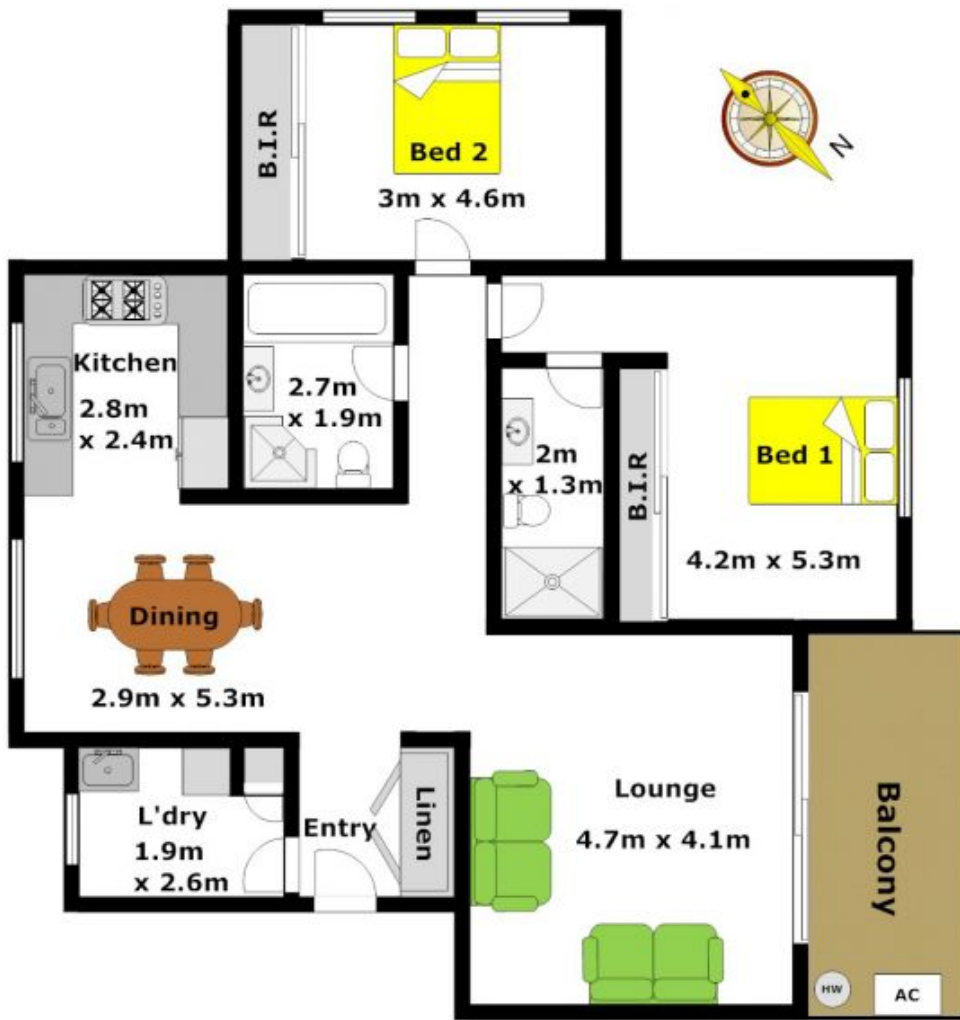 B.I.R
Bed 2
3m x 4.6m
N
Kitchen
2.8m
x 2.4m
2.7m
x 1.9m
2m
x 1.3m
B.I.R
Bed 1
4.2m x 5.3m
Dining
2.9m x 5.3m
L'dry
1.9m
x 2.6m
Entry
Linen
Lounge
4.7m x 4.1m
Balcony
HW
AC